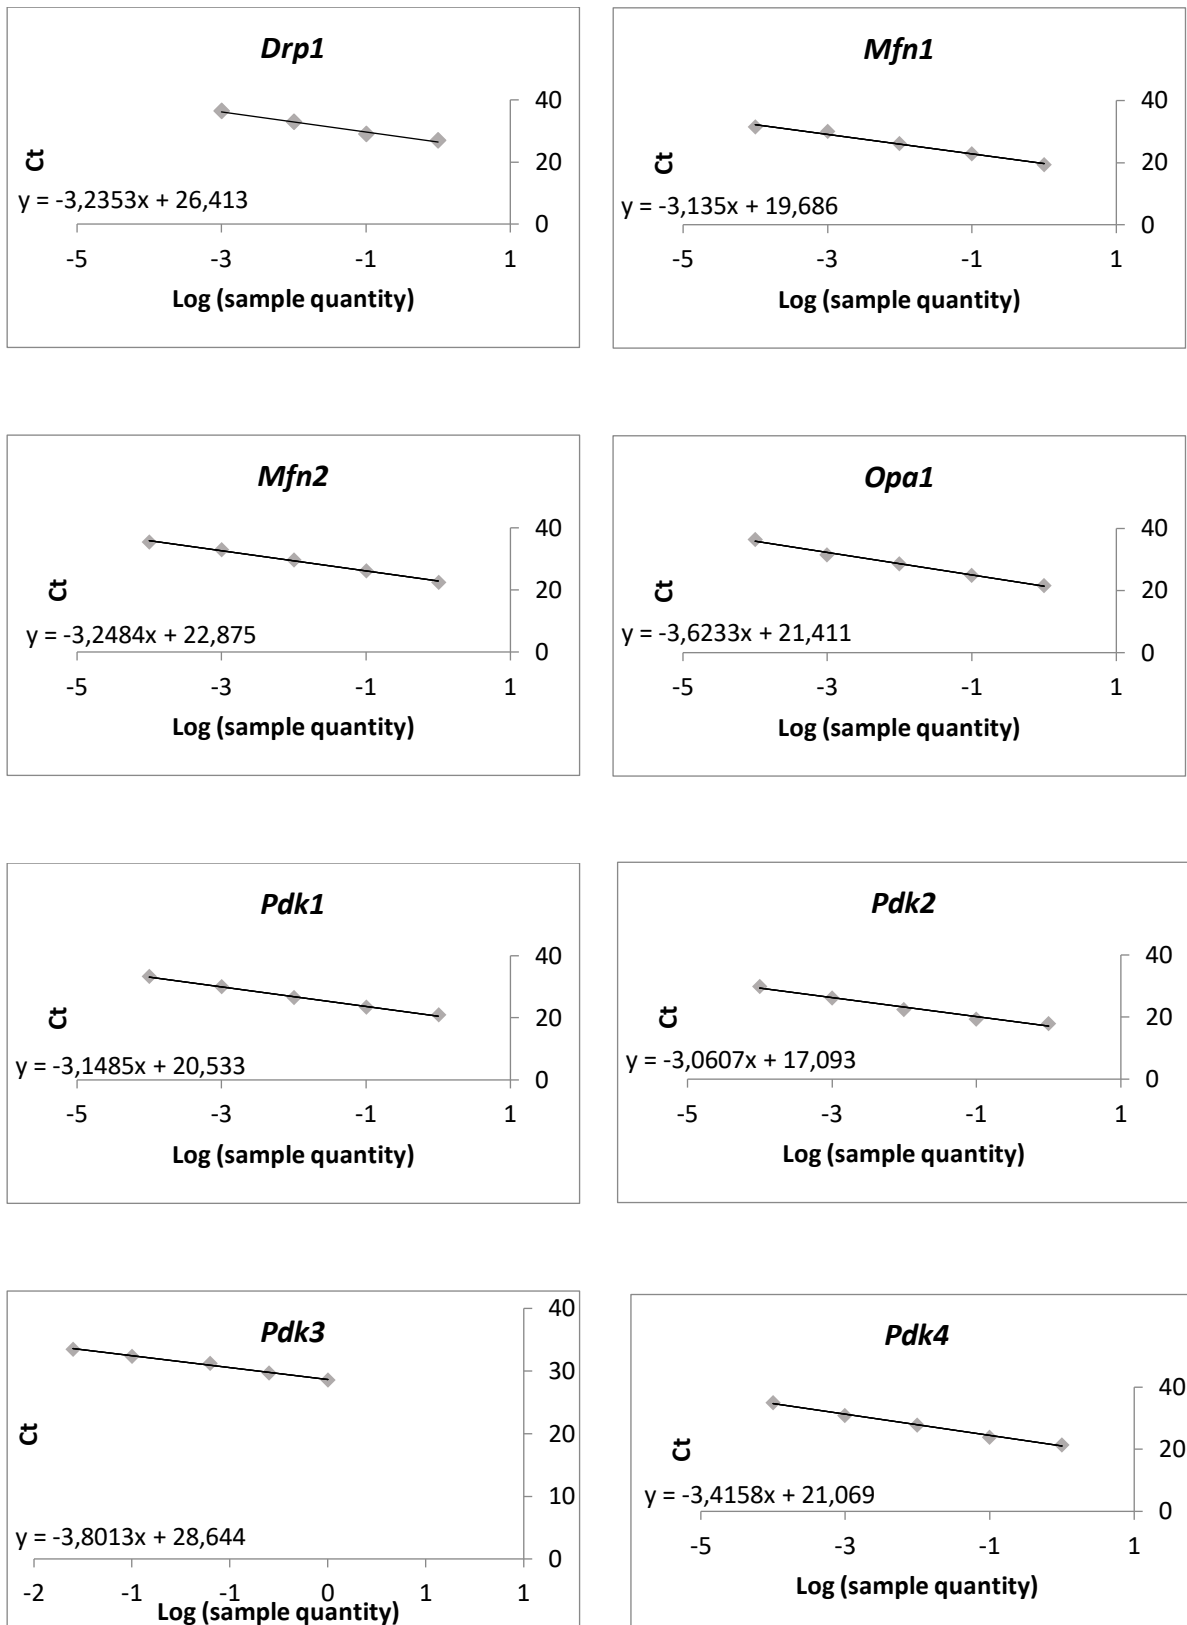 Drp1
40
20
0
Ct
y = -3,2353x + 26,413
-5 -3 -1 1
Log (sample quantity)
Mfn1
40
20
0
Ct
y = -3,135x + 19,686
-5 -3 -1 1
Log (sample quantity)
Mfn2
40
20
0
Ct
y = -3,2484x + 22,875
-5 -3 -1 1
Log (sample quantity)
Opa1
40
20
0
Ct
y = -3,6233x + 21,411
-5 -3 -1 1
Log (sample quantity)
Pdk1
40
20
0
Ct
y = -3,1485x + 20,533
-5 -3 -1 1
Log (sample quantity)
Pdk2
40
20
0
Ct
y = -3,0607x + 17,093
-5 -3 -1 1
Log (sample quantity)
Pdk3
40
30
20
10
0
Ct
y = -3,8013x + 28,644
-2 -1 -1 0 1 1
Log (sample quantity)
Pdk4
40
20
0
Ct
y = -3,4158x + 21,069
-5 -3 -1 1
Log (sample quantity)